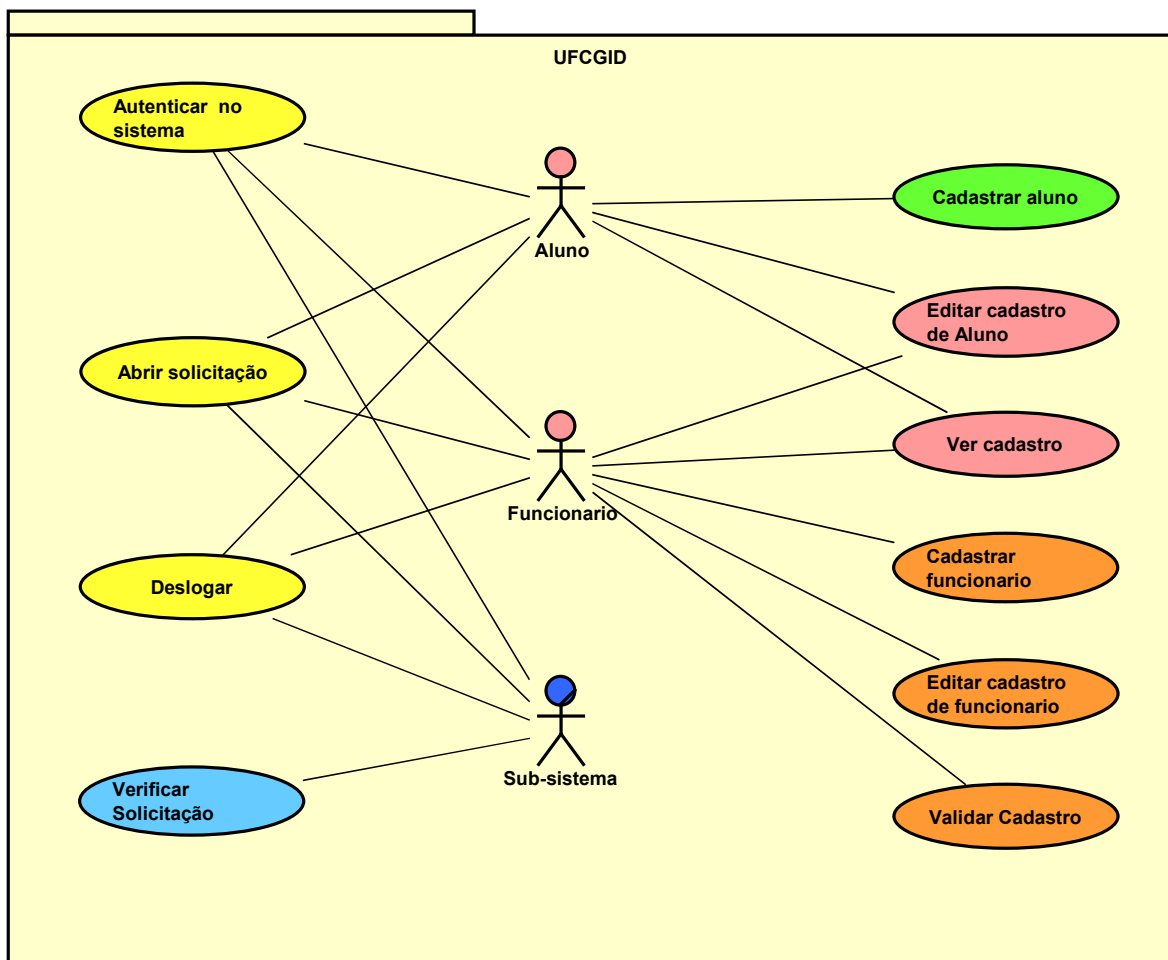 UFCGID
Autenticar no
sistema
Abrir solicitação
Deslogar
Verificar
Solicitação
Aluno
Funcionario
Sub-sistema
Cadastrar aluno
Editar cadastro
de Aluno
Ver cadastro
Cadastrar
funcionario
Editar cadastro
de funcionario
Validar Cadastro